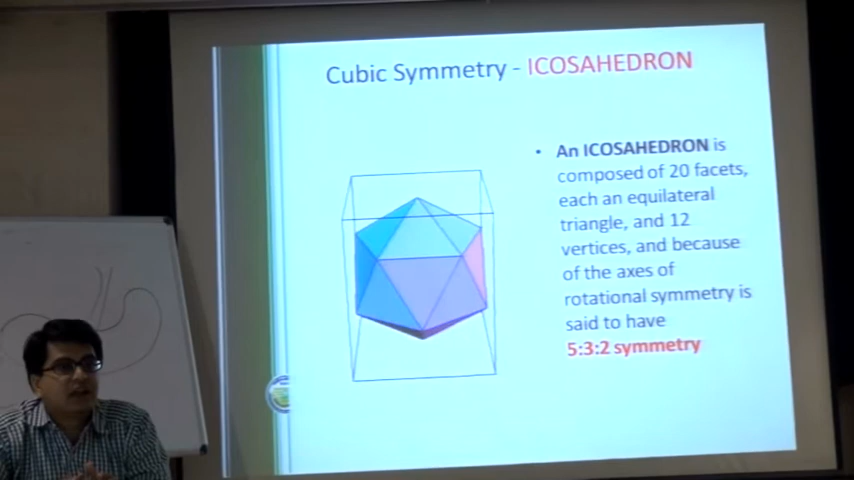 Cubic Symmetry - ICOSAHEDRON
• An ICOSAHEDRON is
composed of 20 facets,
each an equilateral
triangle, and 12
vertices, and because
of the axes of
rotational symmetry is
said to have
5:3:2 symmetry